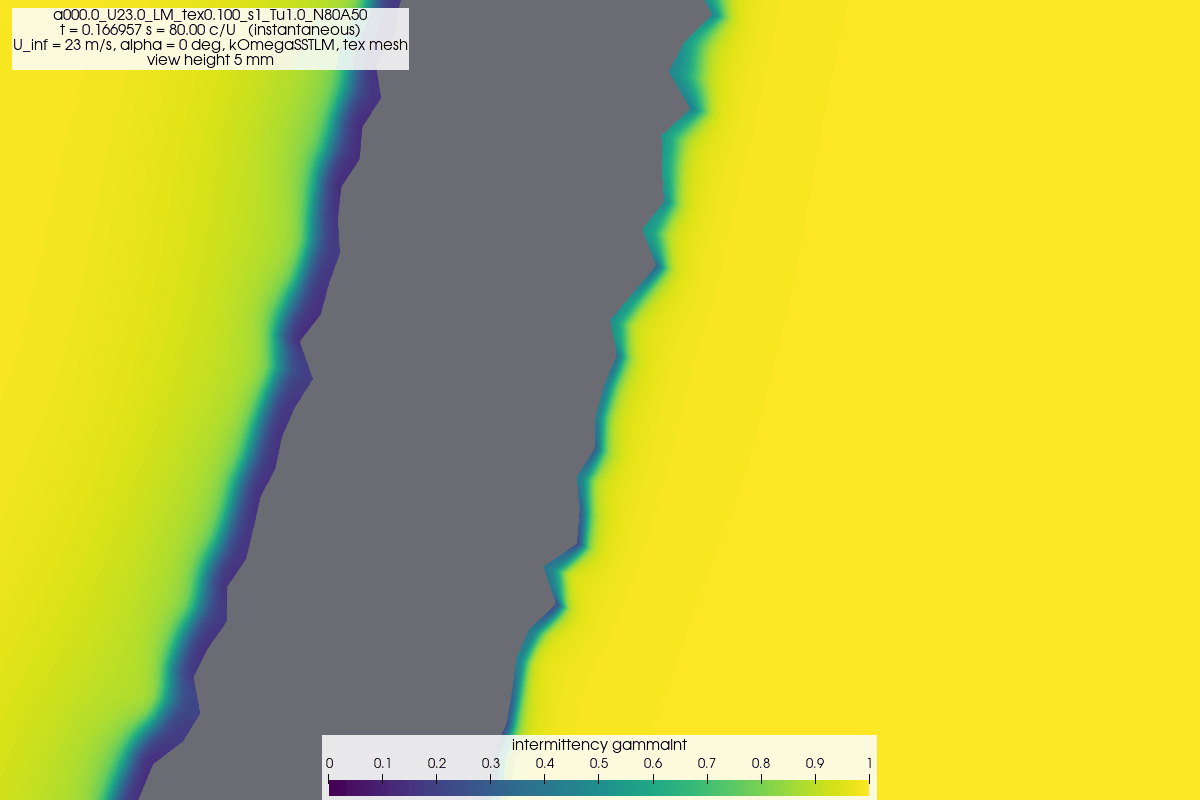 a000.0_U23.0_LM_tex0.100_s1_Tu1.0_N80A50
t = 0.166957 s = 80.00 c/U (instantaneous)
U_inf = 23 m/s, alpha = 0 deg, kOmegaSSTLM, tex mesh
view height 5 mm
intermittency gammaInt
0 0.1 0.2 0.3 0.4 0.5 0.6 0.7 0.8 0.9 1